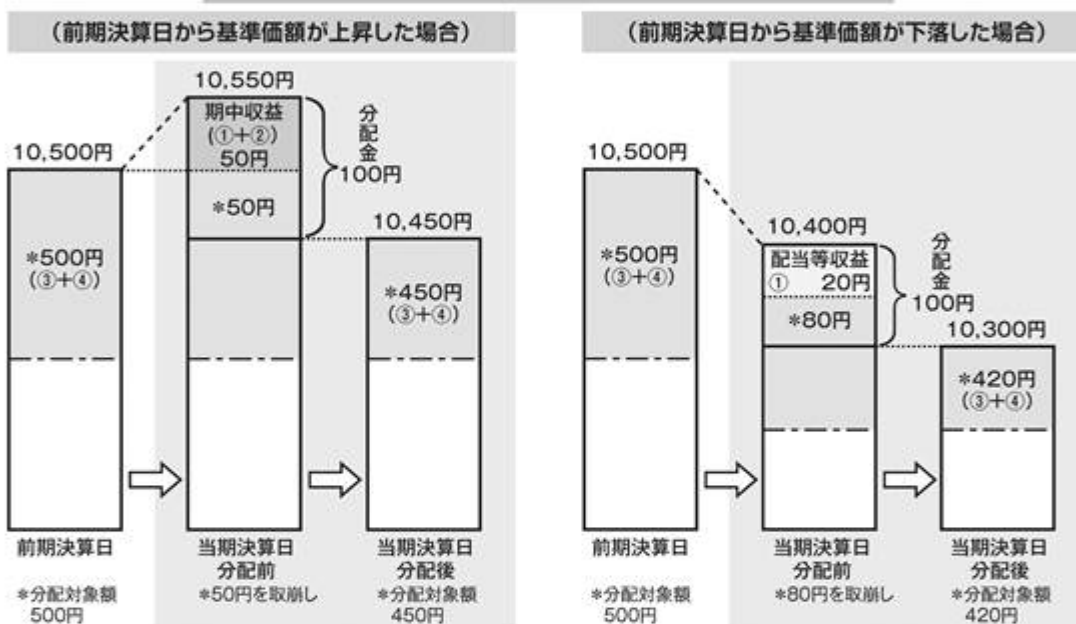 （前期決算日から基準価額が上昇した場合）
10,550円
期中収益
(①+②)
50円
*50円
分配金
100円
10,500円
*500円
(③+④)
10,450円
*450円
(③+④)
前期決算日
*分配対象額
500円
当期決算日
分配前
*50円を取崩し
当期決算日
分配後
*分配対象額
450円
（前期決算日から基準価額が下落した場合）
10,500円
*500円
(③+④)
10,400円
配当等収益
① 20円
*80円
分配金
100円
10,300円
*420円
(③+④)
前期決算日
*分配対象額
500円
当期決算日
分配前
*80円を取崩し
当期決算日
分配後
*分配対象額
420円